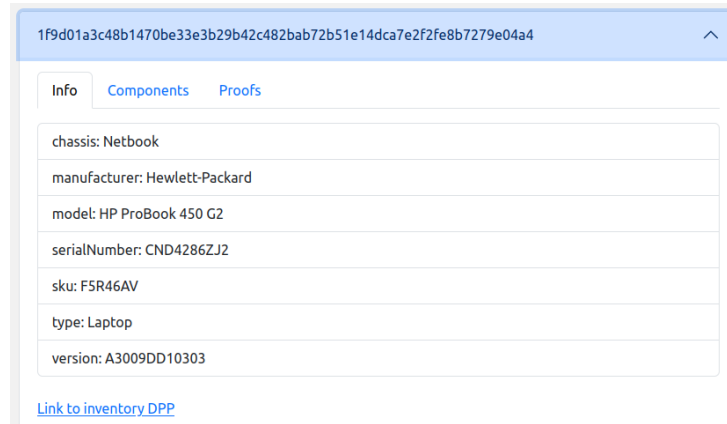 1f9d01a3c48b1470be33e3b29b42c482bab72b51e14dca7e2f2fe8b7279e04a4
Info Components Proofs
chassis: Netbook
manufacturer: Hewlett-Packard
model: HP ProBook 450 G2
serialNumber: CND4286ZJ2
sku: F5R46AV
type: Laptop
version: A3009DD10303
Link to inventory DPP